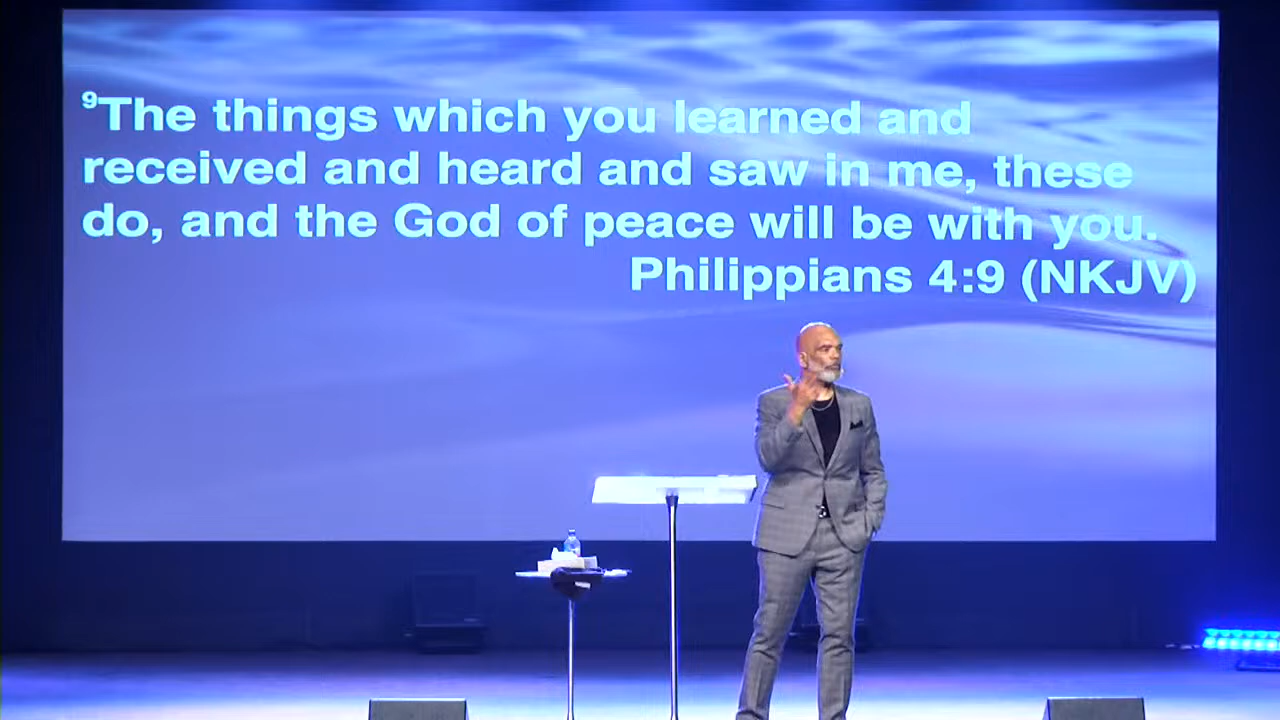 ⁹The things which you learned and
received and heard and saw in me, these
do, and the God of peace will be with you.
Philippians 4:9 (NKJV)